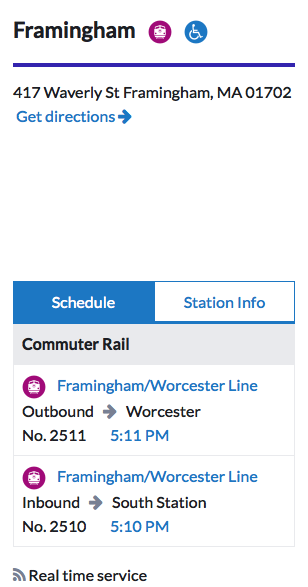 Framingham
417 Waverly St Framingham, MA 01702
Get directions
Schedule
Station Info
Commuter Rail
Framingham/Worcester Line
Outbound → Worcester
No. 2511 5:11 PM
Framingham/Worcester Line
Inbound → South Station
No. 2510 5:10 PM
Real time service